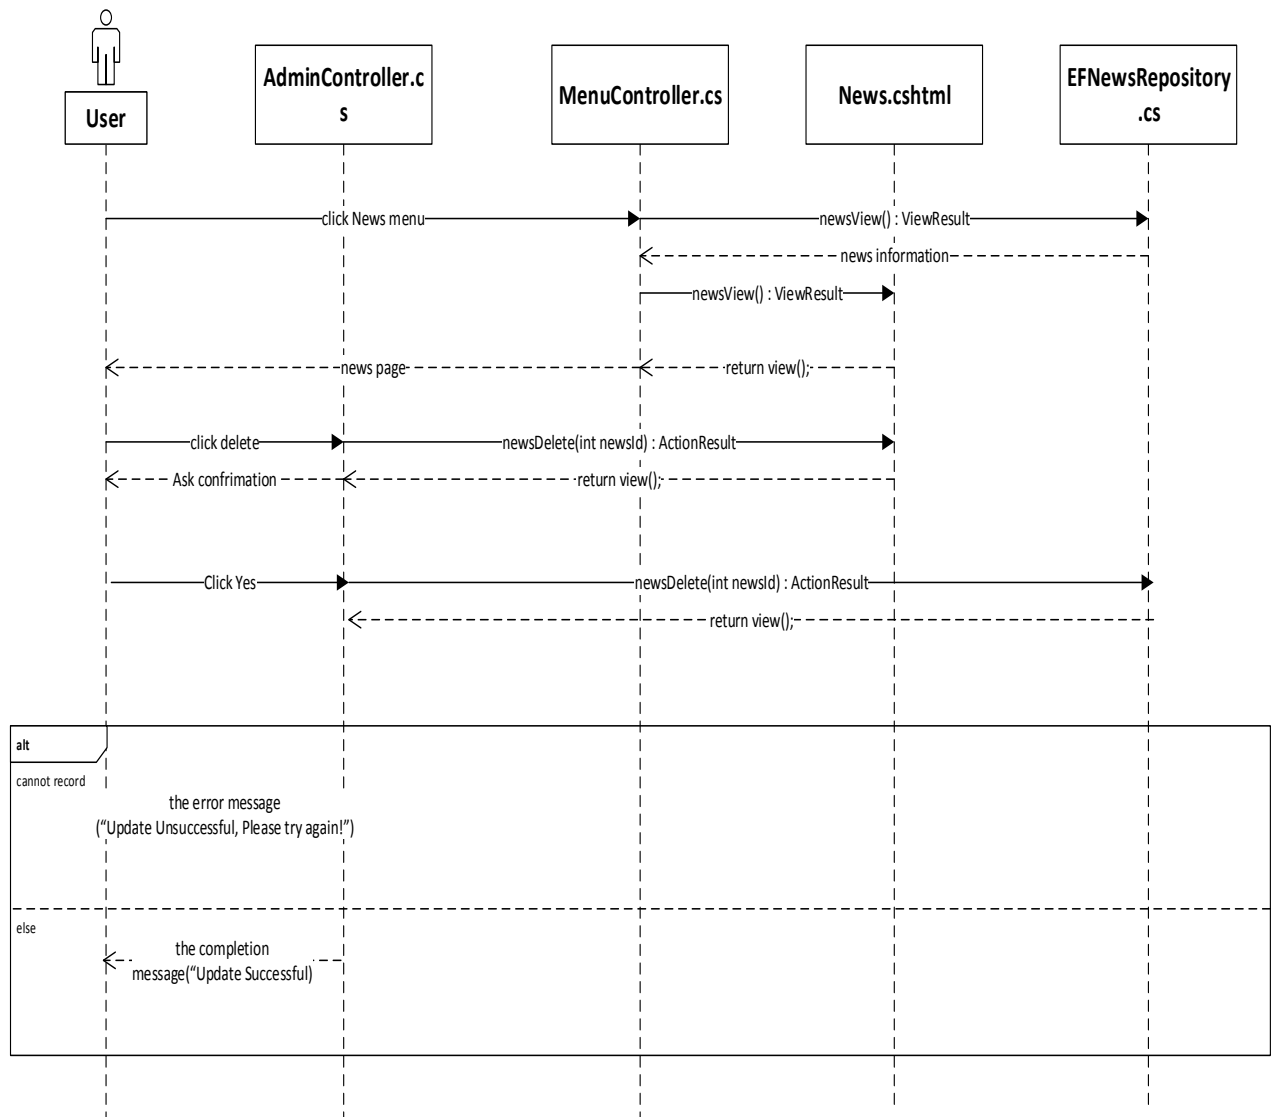 User
AdminController.c
s
MenuController.cs
News.cshtml
EFNewsRepository
.cs
click News menu
newsView() : ViewResult
news information
newsView() : ViewResult
news page
return view();
click delete
newsDelete(int newsId) : ActionResult
Ask confrimation
return view();
Click Yes
newsDelete(int newsId) : ActionResult
return view();
alt
cannot record
the error message
(“Update Unsuccessful, Please try again!”)
else
the completion
message(“Update Successful)